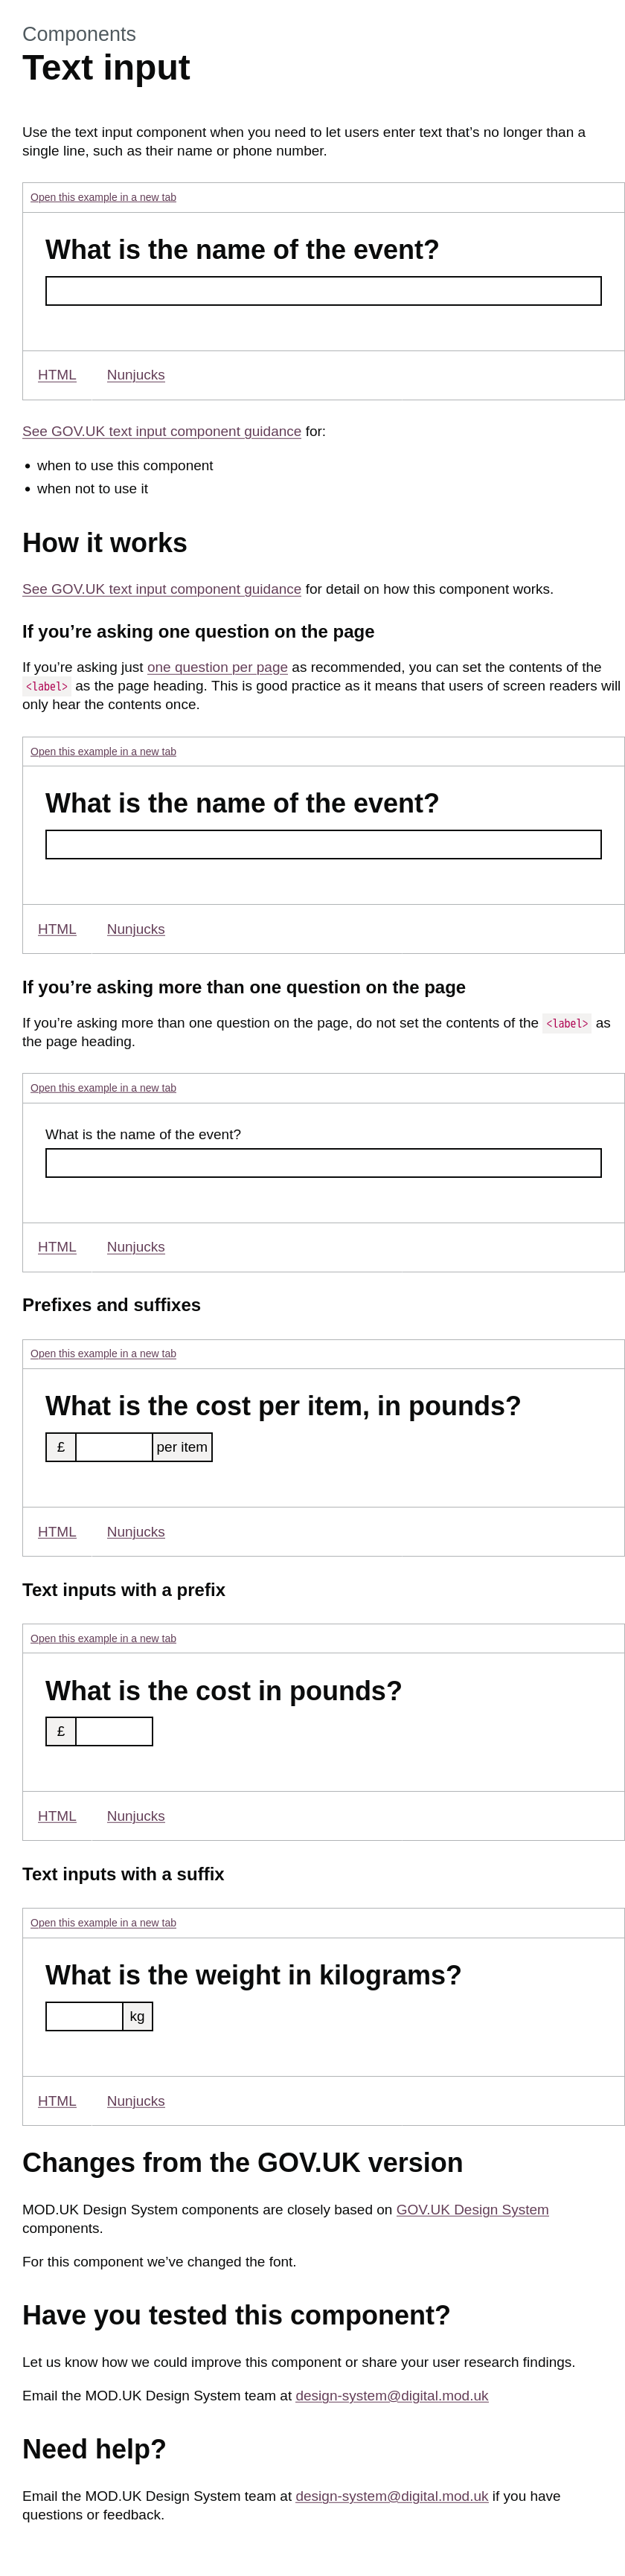 Components
Text input
Use the text input component when you need to let users enter text that’s no longer than a
single line, such as their name or phone number.
Open this example in a new tab
What is the name of the event?
HTML Nunjucks
See GOV.UK text input component guidance for:
• when to use this component
• when not to use it
How it works
See GOV.UK text input component guidance for detail on how this component works.
If you’re asking one question on the page
If you’re asking just one question per page as recommended, you can set the contents of the
<label> as the page heading. This is good practice as it means that users of screen readers will
only hear the contents once.
Open this example in a new tab
What is the name of the event?
HTML Nunjucks
If you’re asking more than one question on the page
If you’re asking more than one question on the page, do not set the contents of the <label> as
the page heading.
Open this example in a new tab
What is the name of the event?
HTML Nunjucks
Prefixes and suffixes
Open this example in a new tab
What is the cost per item, in pounds?
£ per item
HTML Nunjucks
Text inputs with a prefix
Open this example in a new tab
What is the cost in pounds?
£
HTML Nunjucks
Text inputs with a suffix
Open this example in a new tab
What is the weight in kilograms?
kg
HTML Nunjucks
Changes from the GOV.UK version
MOD.UK Design System components are closely based on GOV.UK Design System
components.
For this component we’ve changed the font.
Have you tested this component?
Let us know how we could improve this component or share your user research findings.
Email the MOD.UK Design System team at design-system@digital.mod.uk
Need help?
Email the MOD.UK Design System team at design-system@digital.mod.uk if you have
questions or feedback.